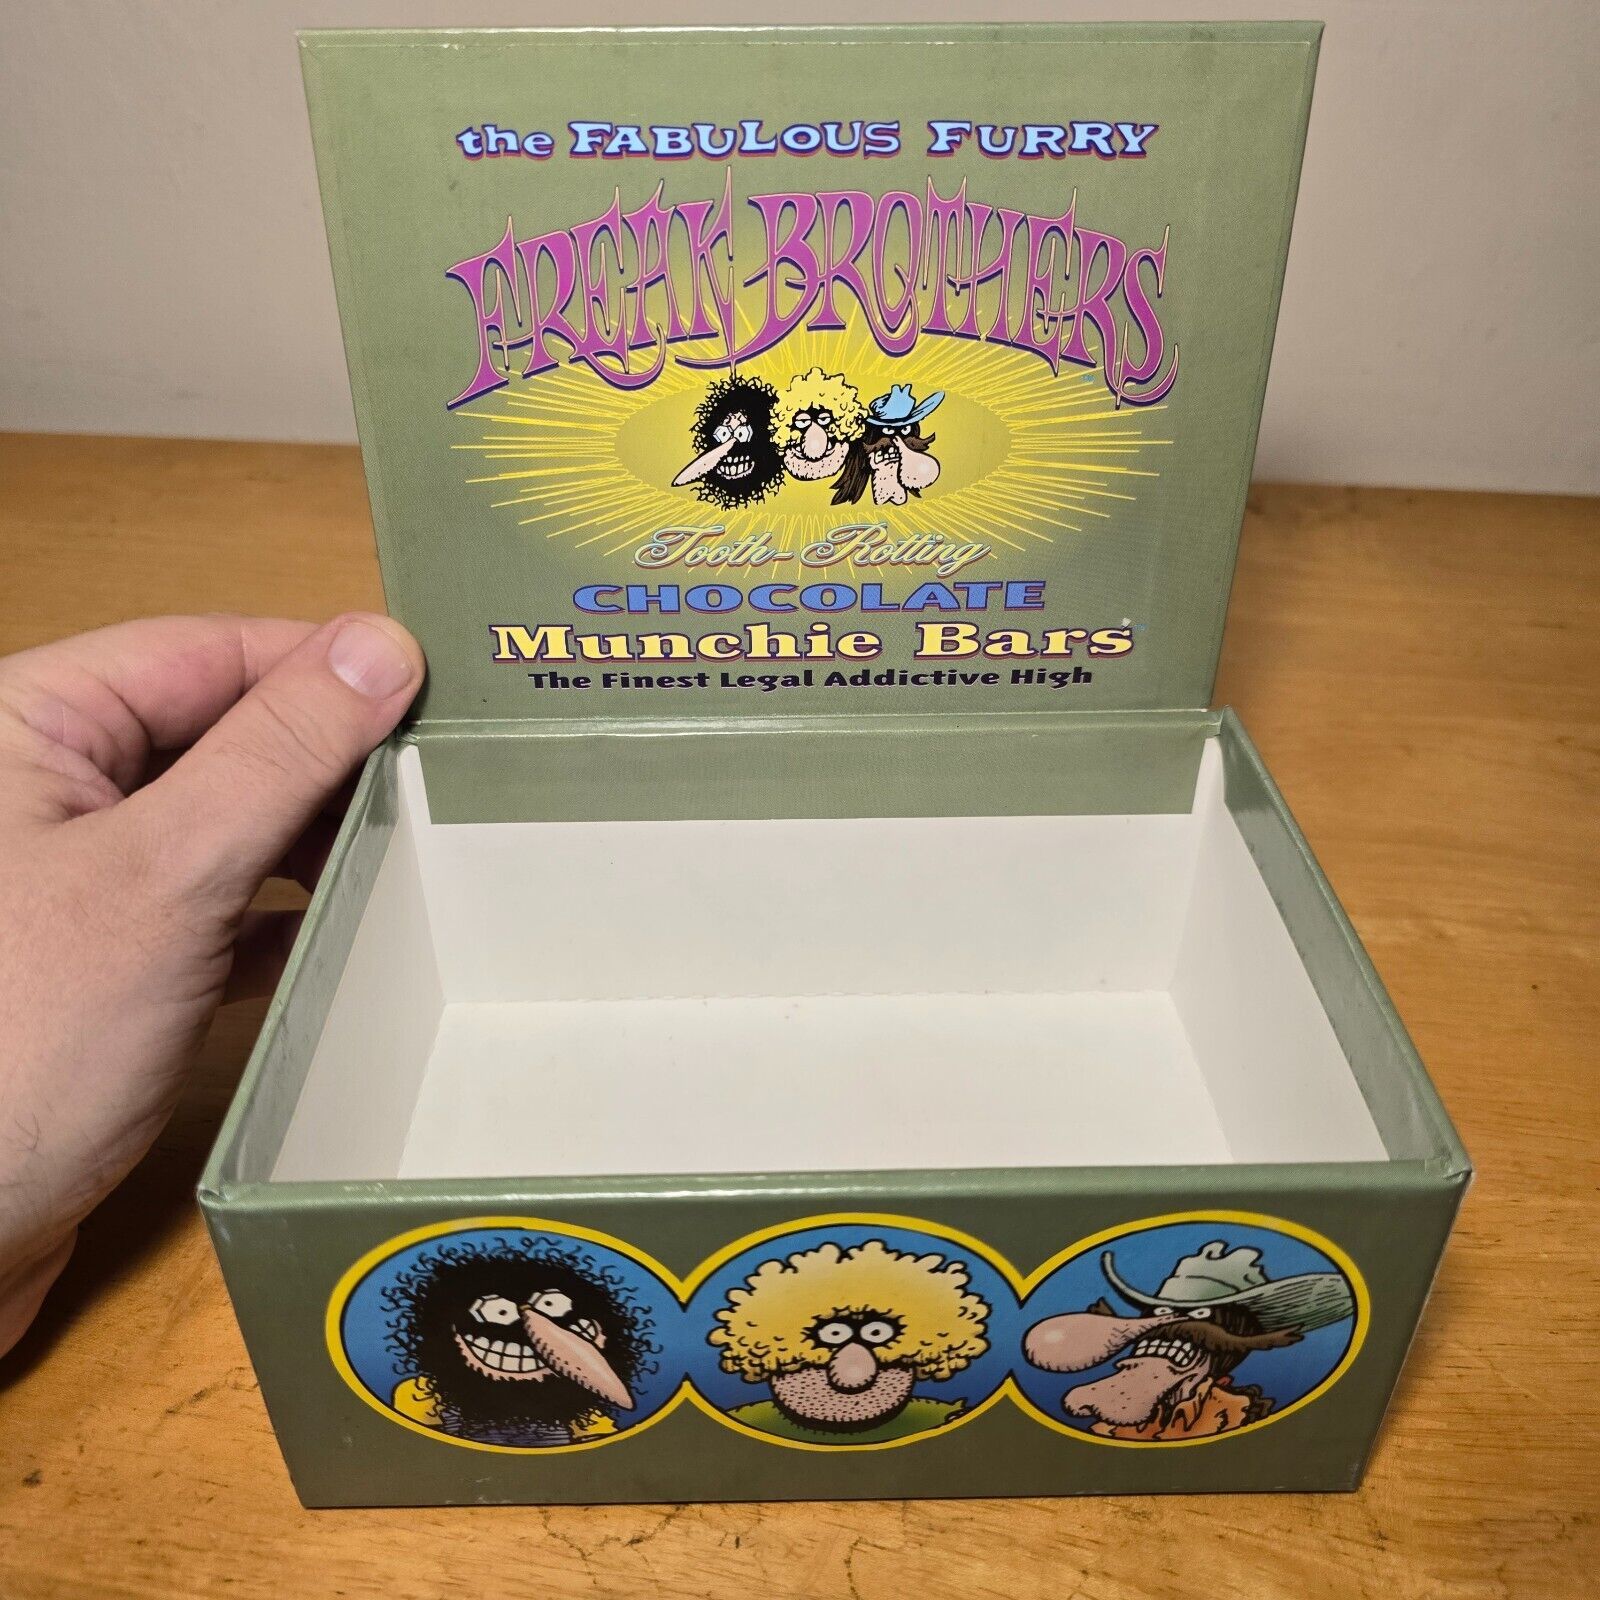 the FABULOUS FURRY
FREAK BROTHERS
Tooth-Rotting
CHOCOLATE
Munchie Bars
The Finest Legal Addictive High